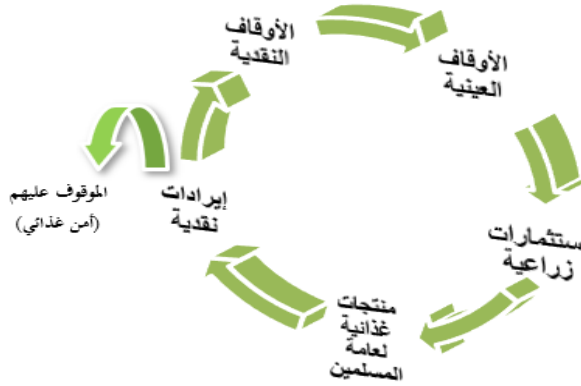 الأوقاف
النقدية
الأوقاف
العينية
ستثمارات
زراعية
منتجات
غذائية
لعامة
المسلمين
إيرادات
نقدية
الموقوف عليهم
(أمن غذائي)